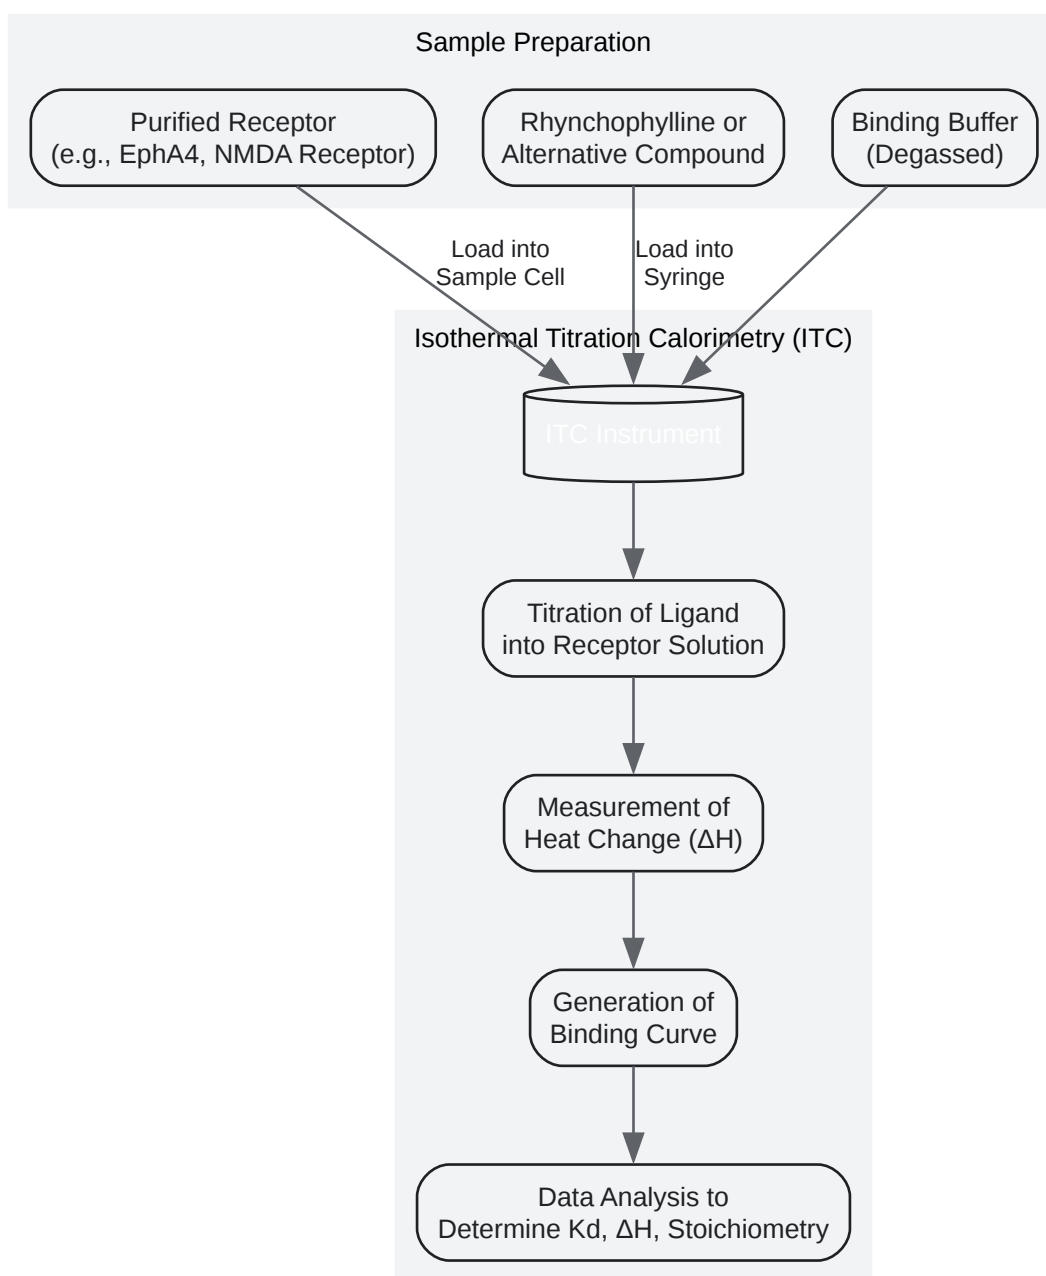 Sample Preparation
Purified Receptor
(e.g., EphA4, NMDA Receptor)
Rhynchophylline or
Alternative Compound
Binding Buffer
(Degassed)
Load into
Sample Cell
Load into
Syringe
Isothermal Titration Calorimetry (ITC)
ITC Instrument
Titration of Ligand
into Receptor Solution
Measurement of
Heat Change (ΔH)
Generation of
Binding Curve
Data Analysis to
Determine Kd, ΔH, Stoichiometry